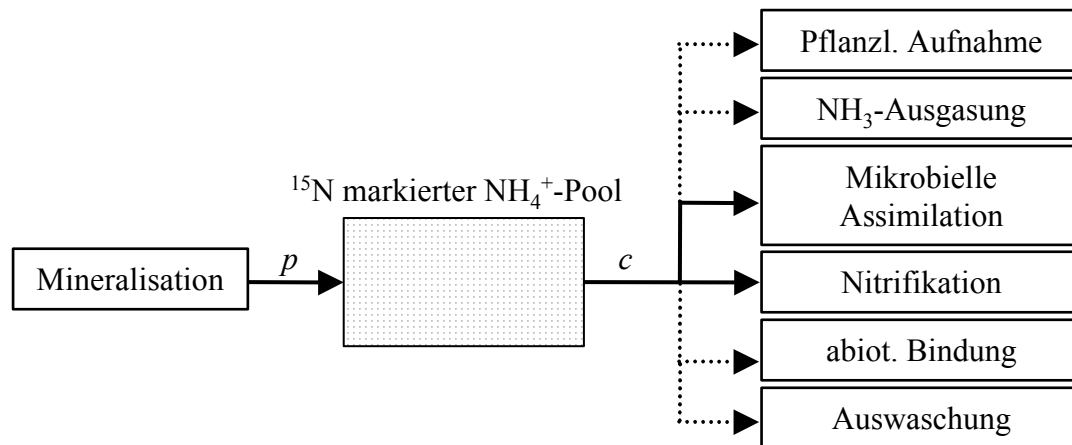 Pflanzl. Aufnahme
NH₃-Ausgasung
¹⁵N markierter NH₄⁺-Pool
Mikrobielle
Assimilation
Mineralisation
p
c
Nitrifikation
abiot. Bindung
Auswaschung